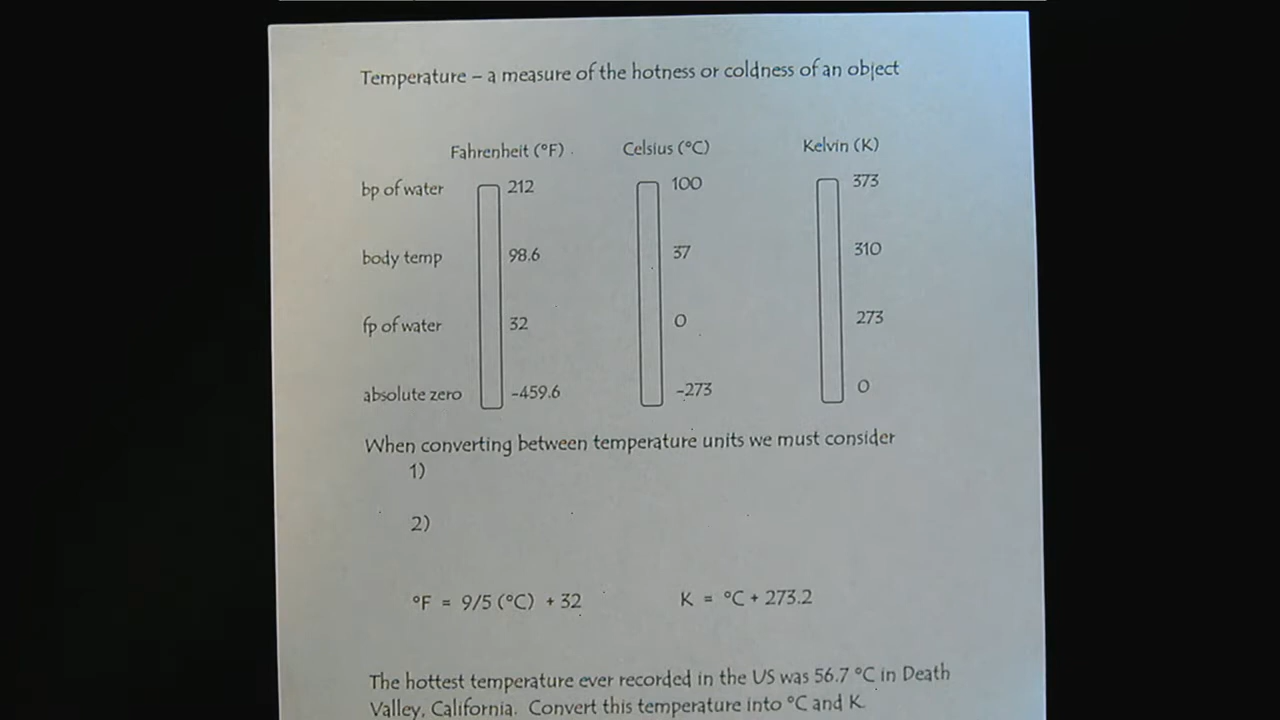 Temperature – a measure of the hotness or coldness of an object
Fahrenheit (°F) Celsius (°C) Kelvin (K)
bp of water 212 100 373
body temp 98.6 37 310
fp of water 32 0 273
absolute zero -459.6 -273 0
When converting between temperature units we must consider
1)
2)
°F = 9/5 (°C) + 32 K = °C + 273.2
The hottest temperature ever recorded in the US was 56.7 °C in Death
Valley, California. Convert this temperature into °C and K.